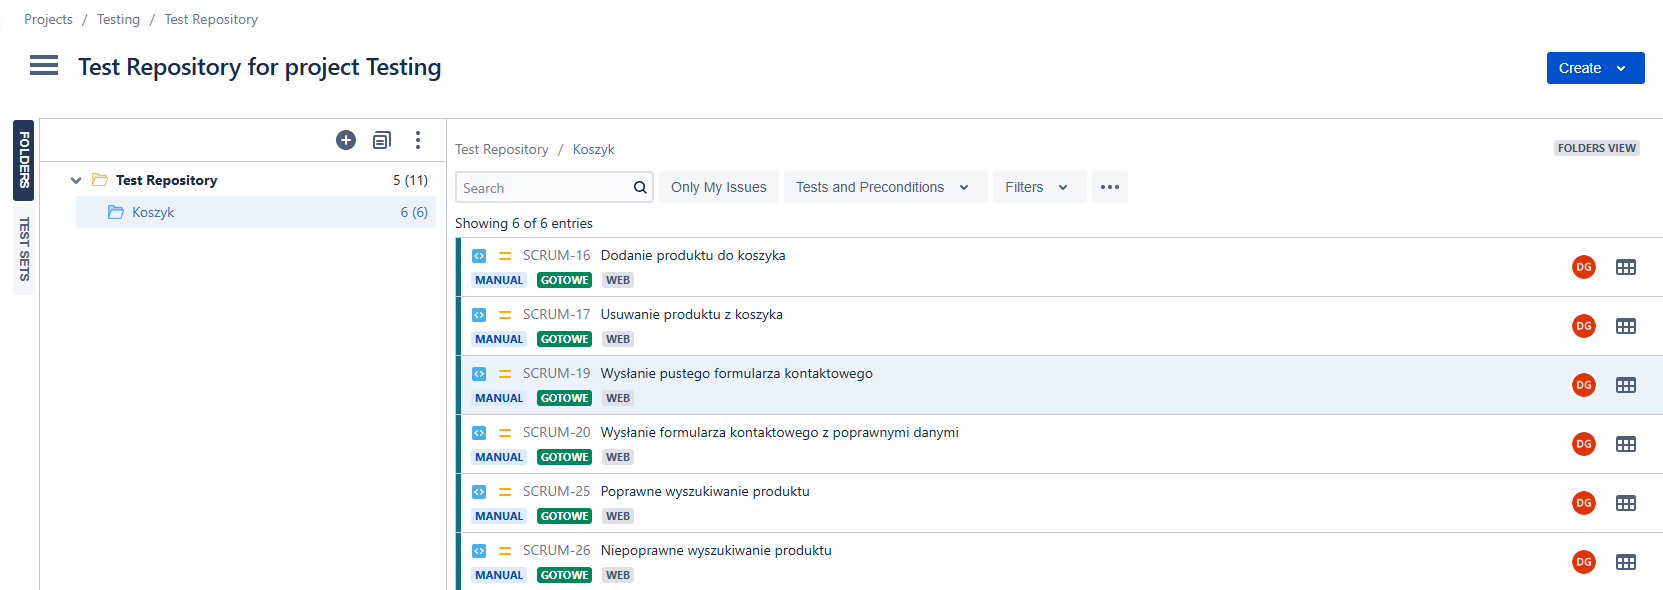 Projects / Testing / Test Repository
Test Repository for project Testing
Create
FOLDERS
TEST SETS
Test Repository 5 (11)
Koszyk 6 (6)
Test Repository / Koszyk
FOLDERS VIEW
Search
Only My Issues
Tests and Preconditions
Filters
Showing 6 of 6 entries
SCRUM-16 Dodanie produktu do koszyka
DG
MANUAL GOTOWE WEB
SCRUM-17 Usuwanie produktu z koszyka
DG
MANUAL GOTOWE WEB
SCRUM-19 Wysłanie pustego formularza kontaktowego
DG
MANUAL GOTOWE WEB
SCRUM-20 Wysłanie formularza kontaktowego z poprawnymi danymi
DG
MANUAL GOTOWE WEB
SCRUM-25 Poprawne wyszukiwanie produktu
DG
MANUAL GOTOWE WEB
SCRUM-26 Niepoprawne wyszukiwanie produktu
DG
MANUAL GOTOWE WEB